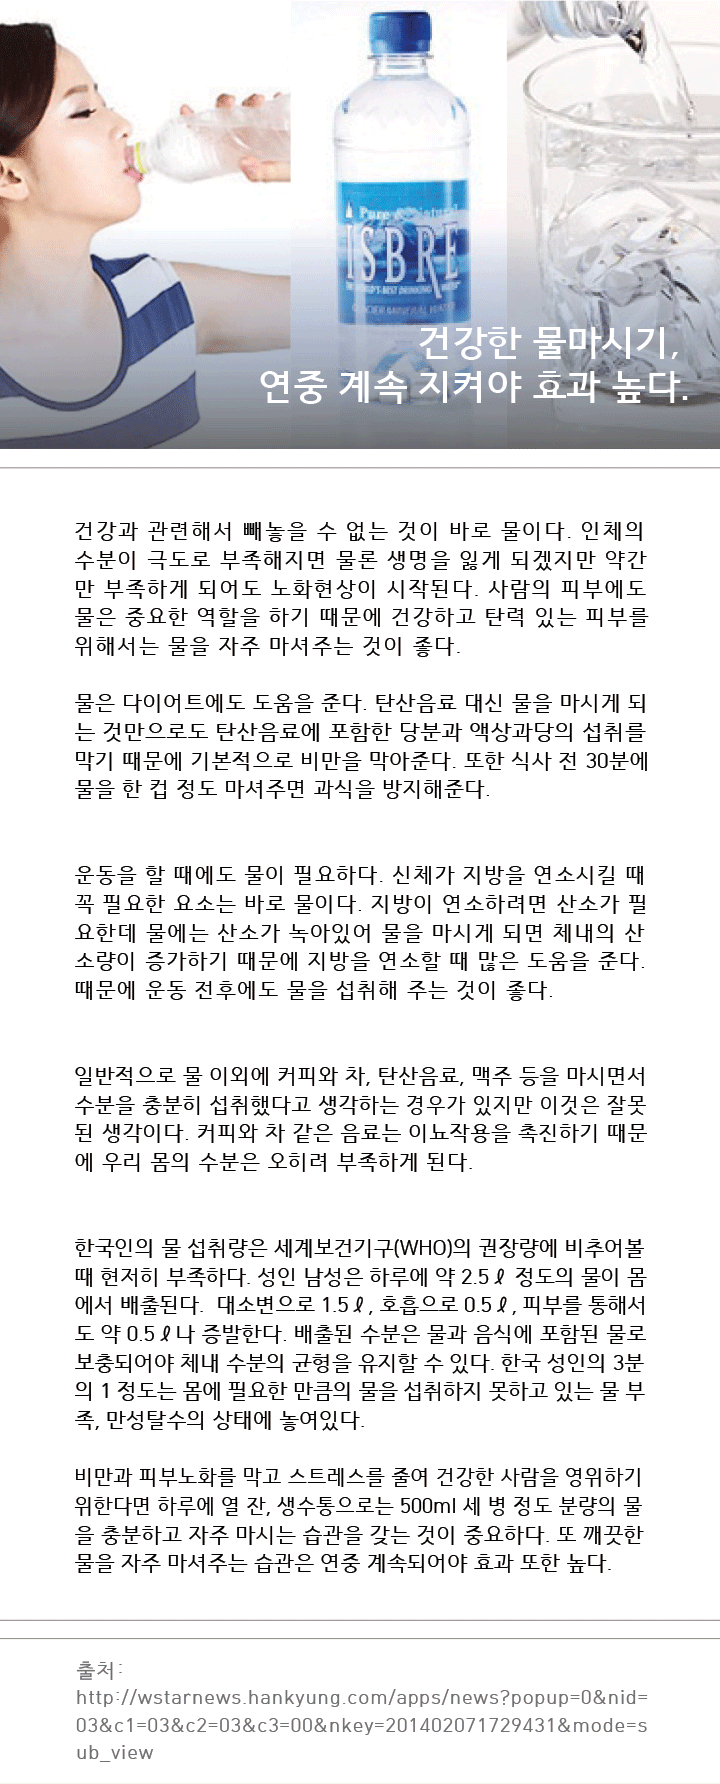 Pure & Natural
ISBRE
THE WORLD'S BEST DRINKING WATER
GLACIER MINERAL WATER
건강한 물마시기,
연중 계속 지켜야 효과 높다.
건강과 관련해서 빼놓을 수 없는 것이 바로 물이다. 인체의
수분이 극도로 부족해지면 물론 생명을 잃게 되겠지만 약간
만 부족하게 되어도 노화현상이 시작된다. 사람의 피부에도
물은 중요한 역할을 하기 때문에 건강하고 탄력 있는 피부를
위해서는 물을 자주 마셔주는 것이 좋다.
물은 다이어트에도 도움을 준다. 탄산음료 대신 물을 마시게 되
는 것만으로도 탄산음료에 포함한 당분과 액상과당의 섭취를
막기 때문에 기본적으로 비만을 막아준다. 또한 식사 전 30분에
물을 한 컵 정도 마셔주면 과식을 방지해준다.
운동을 할 때에도 물이 필요하다. 신체가 지방을 연소시킬 때
꼭 필요한 요소는 바로 물이다. 지방이 연소하려면 산소가 필
요한데 물에는 산소가 녹아있어 물을 마시게 되면 체내의 산
소량이 증가하기 때문에 지방을 연소할 때 많은 도움을 준다.
때문에 운동 전후에도 물을 섭취해 주는 것이 좋다.
일반적으로 물 이외에 커피와 차, 탄산음료, 맥주 등을 마시면서
수분을 충분히 섭취했다고 생각하는 경우가 있지만 이것은 잘못
된 생각이다. 커피와 차 같은 음료는 이뇨작용을 촉진하기 때문
에 우리 몸의 수분은 오히려 부족하게 된다.
한국인의 물 섭취량은 세계보건기구(WHO)의 권장량에 비추어볼
때 현저히 부족하다. 성인 남성은 하루에 약 2.5ℓ 정도의 물이 몸
에서 배출된다. 대소변으로 1.5ℓ, 호흡으로 0.5ℓ, 피부를 통해서
도 약 0.5ℓ나 증발한다. 배출된 수분은 물과 음식에 포함된 물로
보충되어야 체내 수분의 균형을 유지할 수 있다. 한국 성인의 3분
의 1 정도는 몸에 필요한 만큼의 물을 섭취하지 못하고 있는 물 부
족, 만성탈수의 상태에 놓여있다.
비만과 피부노화를 막고 스트레스를 줄여 건강한 사람을 영위하기
위한다면 하루에 열 잔, 생수통으로는 500ml 세 병 정도 분량의 물
을 충분하고 자주 마시는 습관을 갖는 것이 중요하다. 또 깨끗한
물을 자주 마셔주는 습관은 연중 계속되어야 효과 또한 높다.
출처:
http://wstarnews.hankyung.com/apps/news?popup=0&nid=
03&c1=03&c2=03&c3=00&nkey=201402071729431&mode=s
ub_view